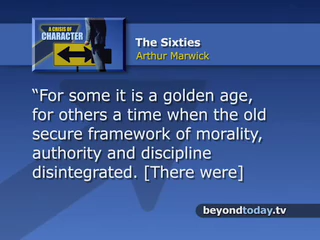 A CRISIS OF
CHARACTER
The Sixties
Arthur Marwick
“For some it is a golden age,
for others a time when the old
secure framework of morality,
authority and discipline
disintegrated. [There were]
beyondtoday.tv